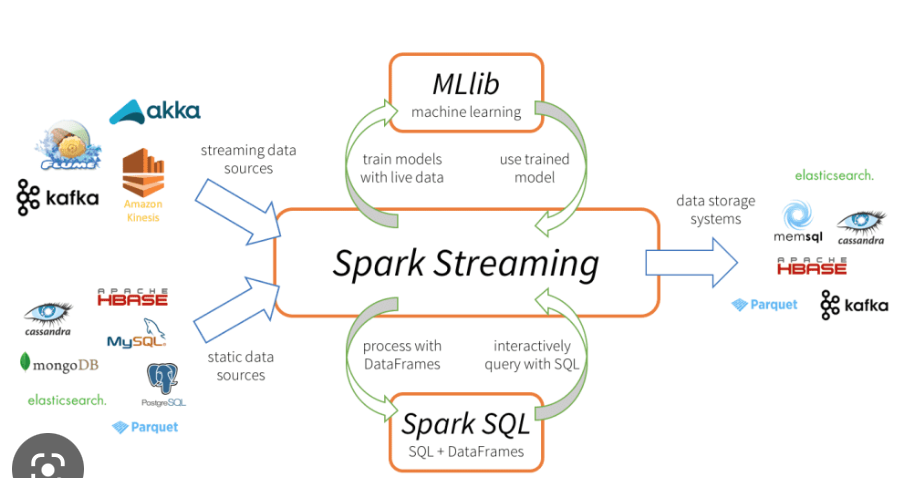 MLlib
machine learning
akka
FLUME
kafka
Amazon
Kinesis
streaming data
sources
train models
with live data
use trained
model
Spark Streaming
data storage
systems
elasticsearch.
memsql
cassandra
APACHE
HBASE
Parquet
kafka
APACHE
HBASE
cassandra
MySQL
mongoDB
PostgreSQL
elasticsearch.
Parquet
static data
sources
process with
DataFrames
interactively
query with SQL
Spark SQL
SQL + DataFrames